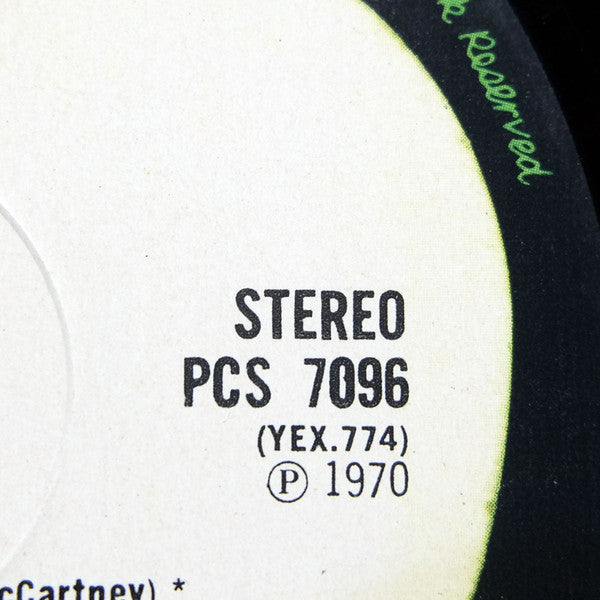 Reserved
STEREO
PCS 7096
(YEX.774)
Ⓟ 1970
cCartney) *